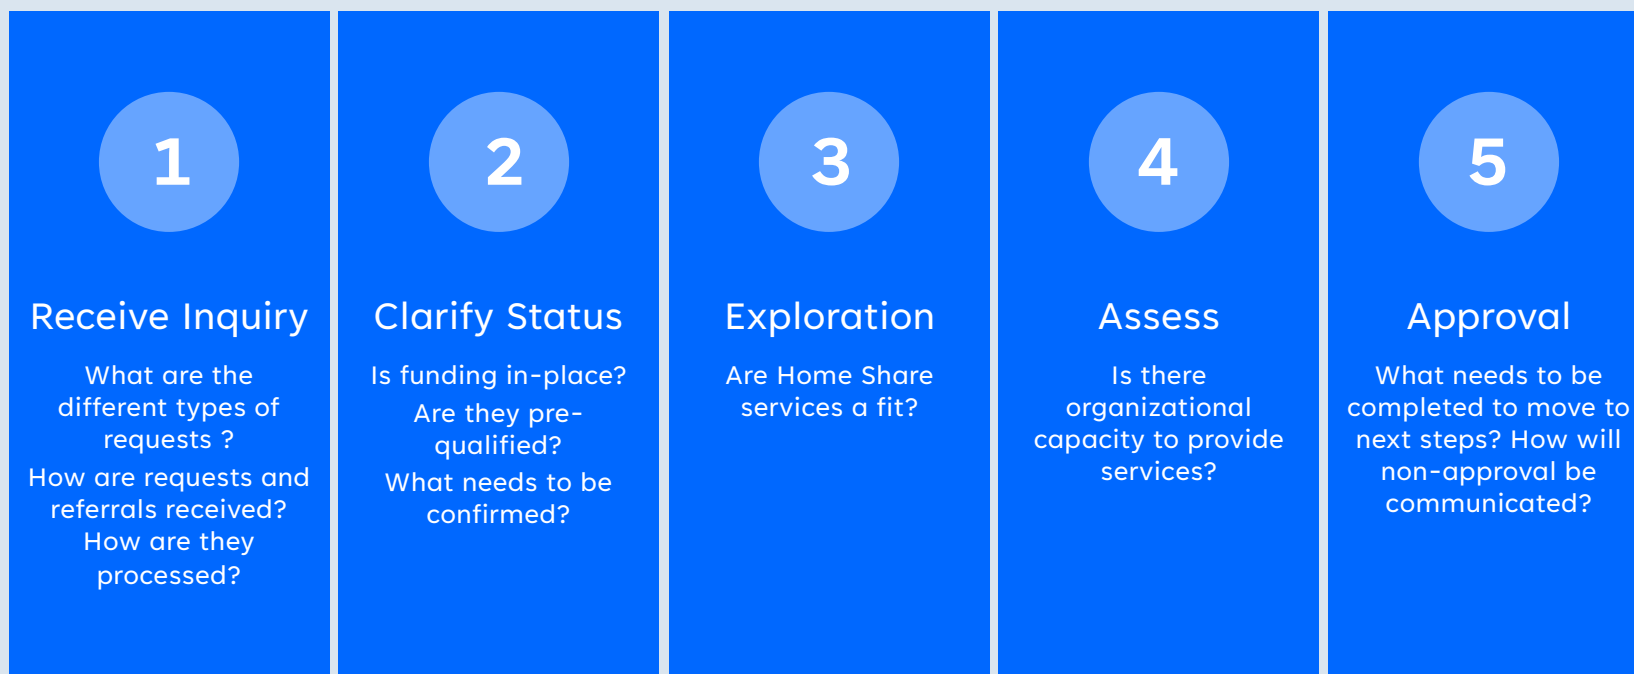 1
Receive Inquiry
What are the
different types of
requests ?
How are requests and
referrals received?
How are they
processed?
2
Clarify Status
Is funding in-place?
Are they pre-
qualified?
What needs to be
confirmed?
3
Exploration
Are Home Share
services a fit?
4
Assess
Is there
organizational
capacity to provide
services?
5
Approval
What needs to be
completed to move to
next steps? How will
non-approval be
communicated?